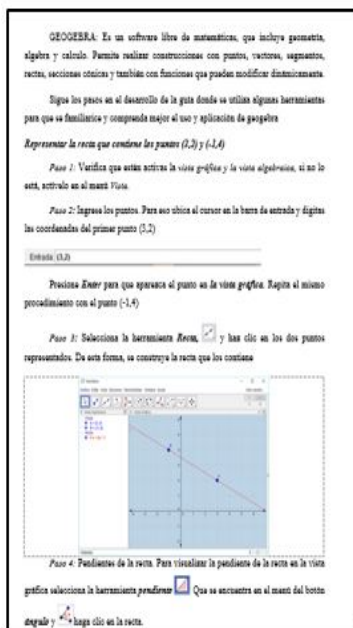 GEOGEBRA: Es un software libre de matemáticas, que incluye geometría,
algebra y calculo. Permite realizar construcciones con puntos, vectores, segmentos,
rectas, secciones cónicas y también con funciones que pueden modificar dinámicamente.
Sigue los pasos en el desarrollo de la guía donde se utiliza algunas herramientas
para que se familiarice y comprenda mejor el uso y aplicación de geogebra
Representar la recta que contiene los puntos (3,2) y (-1,4)
Paso 1: Verifica que están activas la vista gráfica y la vista algebraica, si no lo
está, actívalo en el menú Vista.
Paso 2: Ingrese los puntos. Para eso ubica el cursor en la barra de entrada y digitas
las coordenadas del primer punto (3,2)
Entrada: (3,2)
Presione Enter para que aparezca el punto en la vista gráfica. Repita el mismo
procedimiento con el punto (-1,4)
Paso 3: Selecciona la herramienta Recta, y has clic en los dos puntos
representados. De esta forma, se construye la recta que los contiene
Paso 4: Pendientes de la recta. Para visualizar la pendiente de la recta en la vista
gráfica selecciona la herramienta pendiente Que se encuentra en el menú del botón
ángulo y haga clic en la recta.